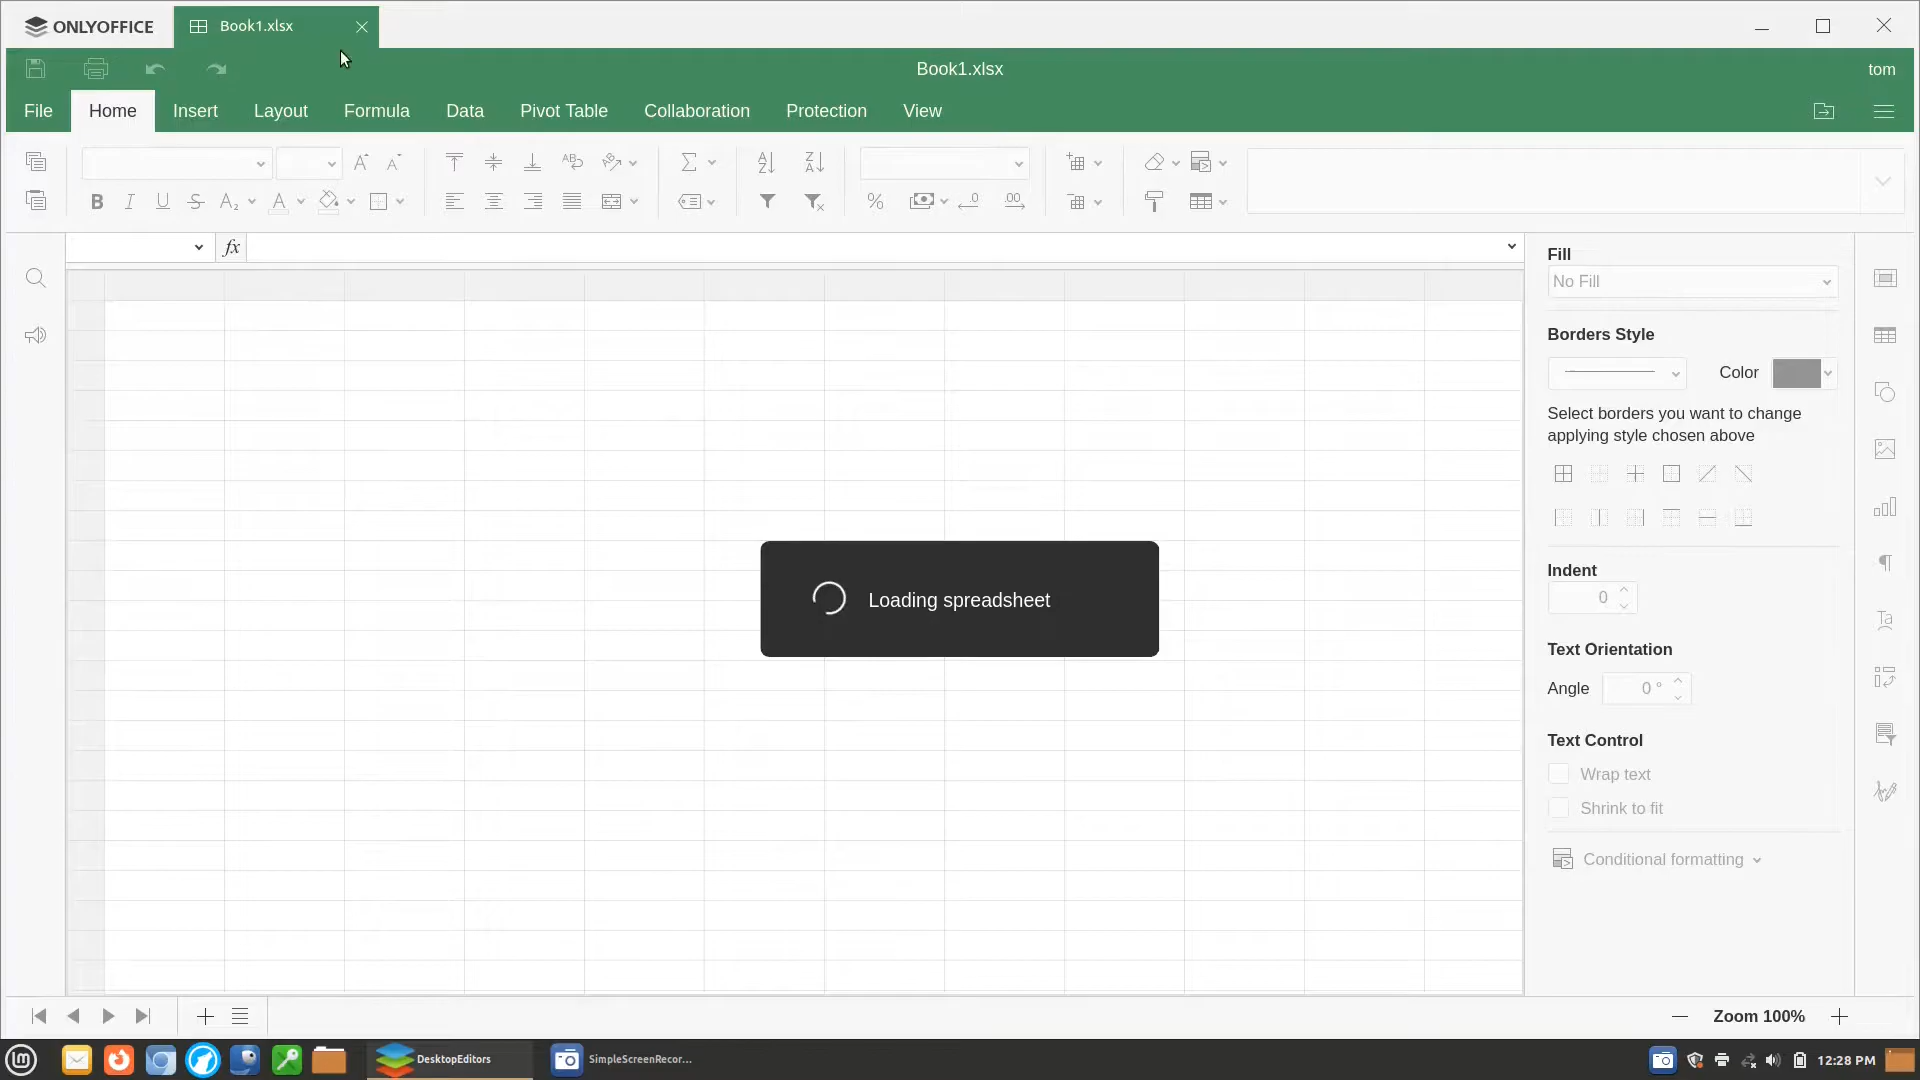 ONLYOFFICE
Book1.xlsx
Book1.xlsx
tom
File Home Insert Layout Formula Data Pivot Table Collaboration Protection View
fx
Fill
No Fill
Borders Style
Color
Select borders you want to change
applying style chosen above
Indent
0
Text Orientation
Angle 0 °
Text Control
Wrap text
Shrink to fit
Conditional formatting
Loading spreadsheet
Zoom 100%
DesktopEditors
SimpleScreenRecor...
12:28 PM